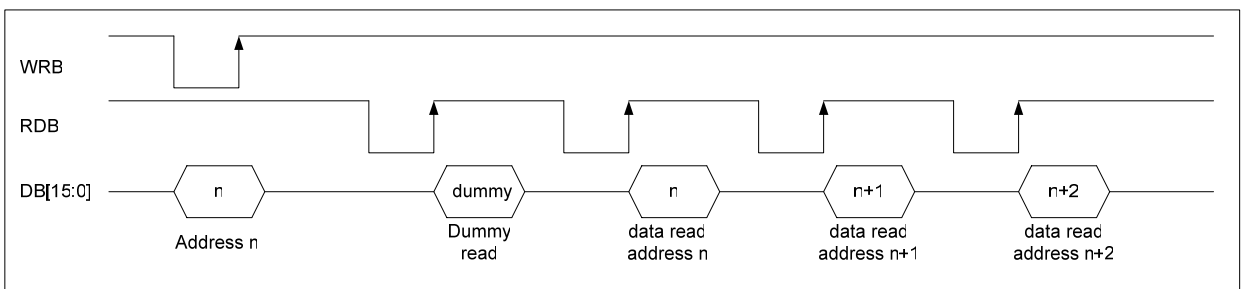 WRB
RDB
DB[15:0]
n
dummy
n
n+1
n+2
Address n
Dummy
read
data read
address n
data read
address n+1
data read
address n+2